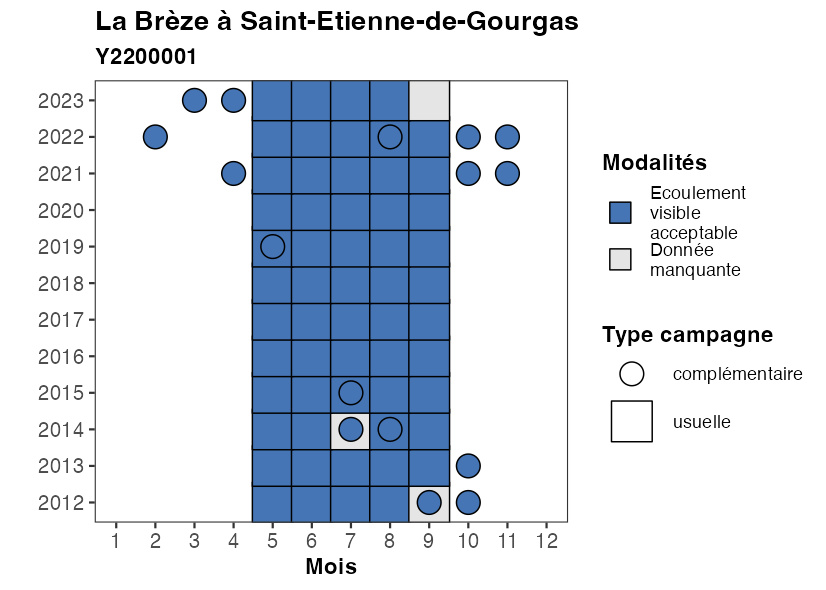 La Brèze à Saint-Etienne-de-Gourgas
Y2200001
2023
2022
2021
2020
2019
2018
2017
2016
2015
2014
2013
2012
1 2 3 4 5 6 7 8 9 10 11 12
Mois
Modalités
Ecoulement
visible
acceptable
Donnée
manquante
Type campagne
complémentaire
usuelle